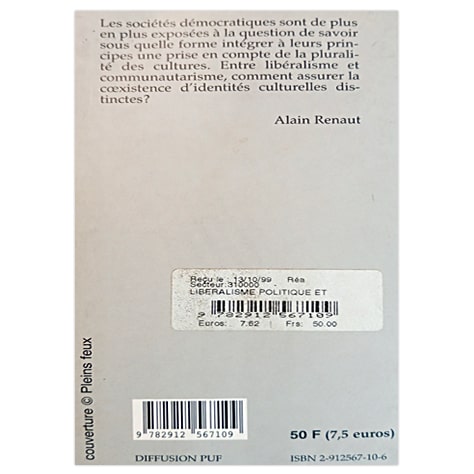 Les sociétés démocratiques sont de plus
en plus exposées à la question de savoir
sous quelle forme intégrer à leurs prin-
cipes une prise en compte de la plurali-
té des cultures. Entre libéralisme et
communautarisme, comment assurer la
cœxistence d'identités culturelles dis-
tinctes?
Alain Renaut
Reçu le : 13/10/99 Réa
Secteur:310000
LIBERALISME POLITIQUE ET
9 782912 567109
Euros: 7.62 Frs: 50.00
couverture © Pleins feux
9 782912 567109
50 F (7,5 euros)
DIFFUSION PUF
ISBN 2-912567-10-6